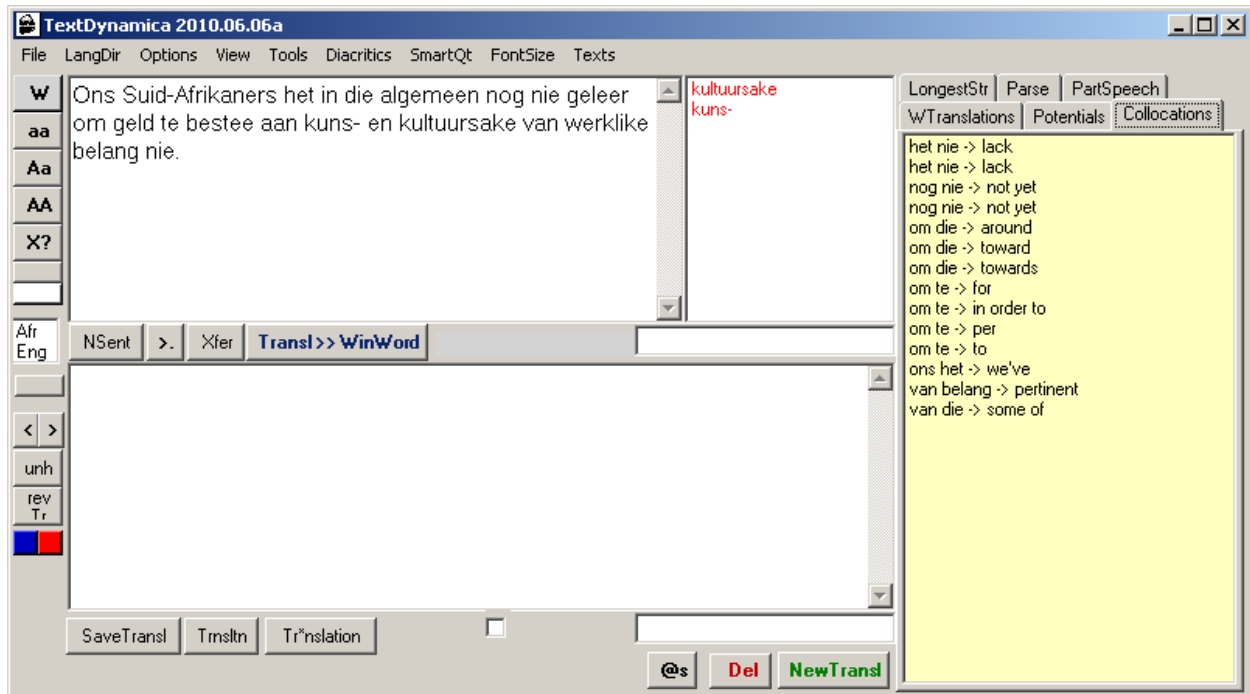 TextDynamica 2010.06.06a
File LangDir Options View Tools Diacritics SmartQt FontSize Texts
W
aa
Aa
AA
X?
Afr
Eng
< >
unh
rev
Tr
Ons Suid-Afrikaners het in die algemeen nog nie geleer
om geld te bestee aan kuns- en kultuursake van werklike
belang nie.
kultuursake
kuns-
NSent >. Xfer Transl>>WinWord
SaveTransl Trnsltn Tr*nslation
@s Del NewTransl
LongestStr Parse PartSpeech
WTranslations Potentials Collocations
het nie -> lack
het nie -> lack
nog nie -> not yet
nog nie -> not yet
om die -> around
om die -> toward
om die -> towards
om te -> for
om te -> in order to
om te -> per
om te -> to
ons het -> we've
van belang -> pertinent
van die -> some of